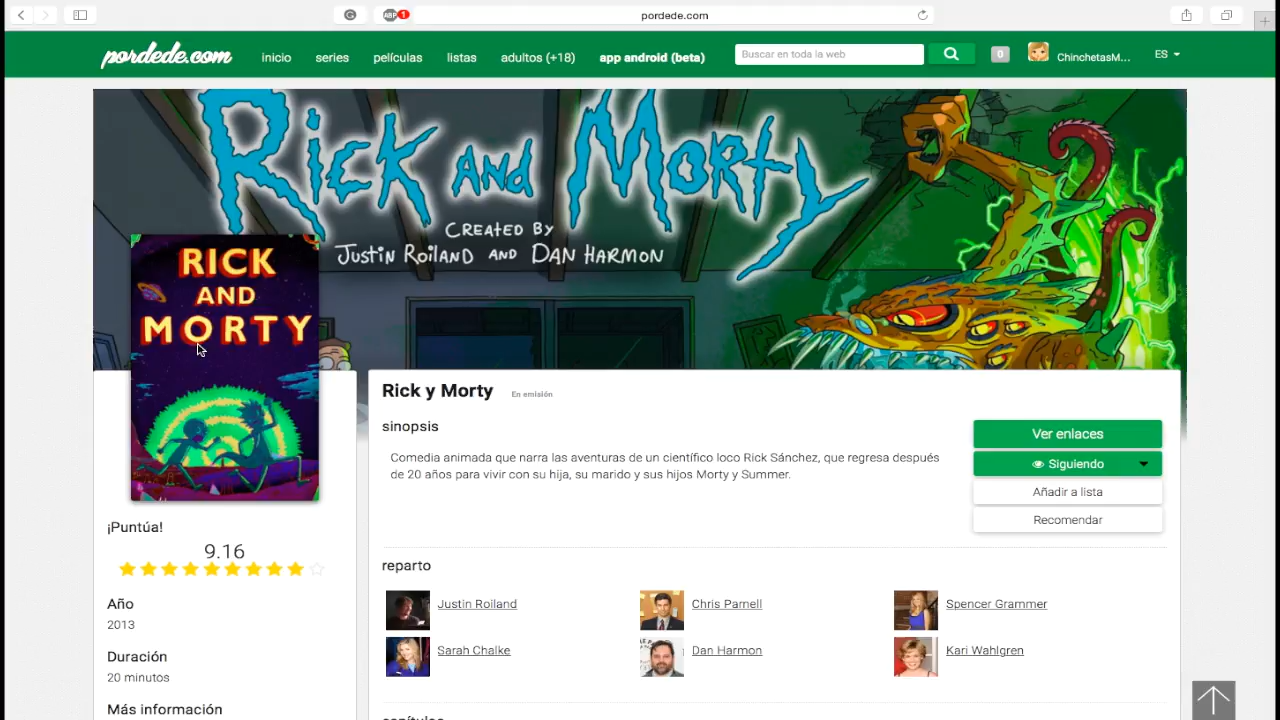 pordede.com
ABP 1
pordede.com
inicio
series
películas
listas
adultos (+18)
app android (beta)
Buscar en toda la web
0
ChinchetasM...
ES
RICK AND MORTY
CREATED BY
JUSTIN ROILAND AND DAN HARMON
RICK
AND
MORTY
Rick y Morty
En emisión
sinopsis
Comedia animada que narra las aventuras de un científico loco Rick Sánchez, que regresa después
de 20 años para vivir con su hija, su marido y sus hijos Morty y Summer.
Ver enlaces
Siguiendo
Añadir a lista
Recomendar
¡Puntúa!
9.16
Año
2013
Duración
20 minutos
Más información
reparto
Justin Roiland
Chris Parnell
Spencer Grammer
Sarah Chalke
Dan Harmon
Kari Wahlgren
capítulos